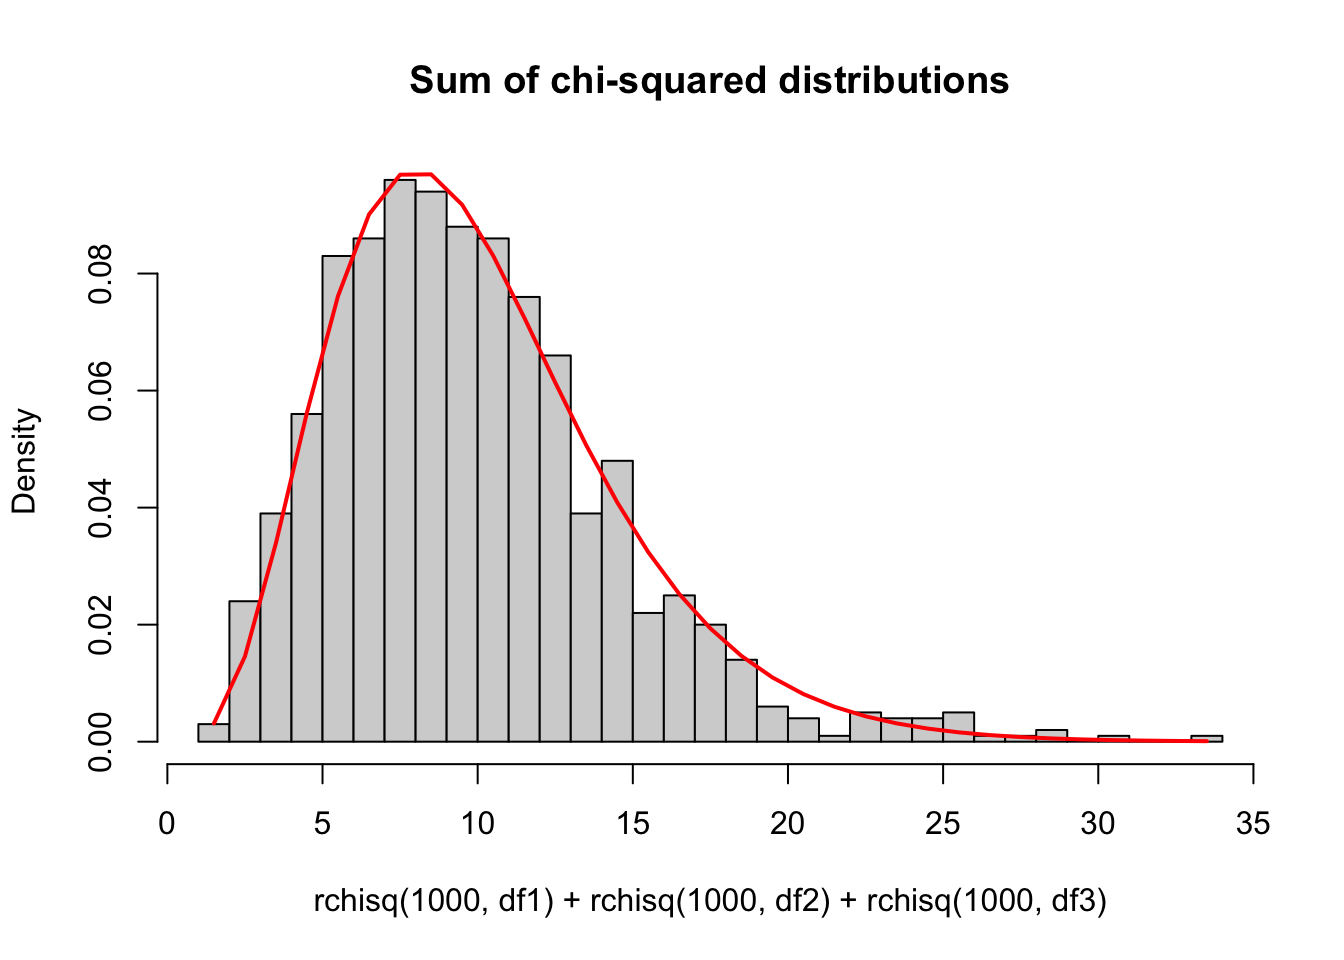 Sum of chi-squared distributions
Density
0.08
0.06
0.04
0.02
0.00
0 5 10 15 20 25 30 35
rchisq(1000, df1) + rchisq(1000, df2) + rchisq(1000, df3)